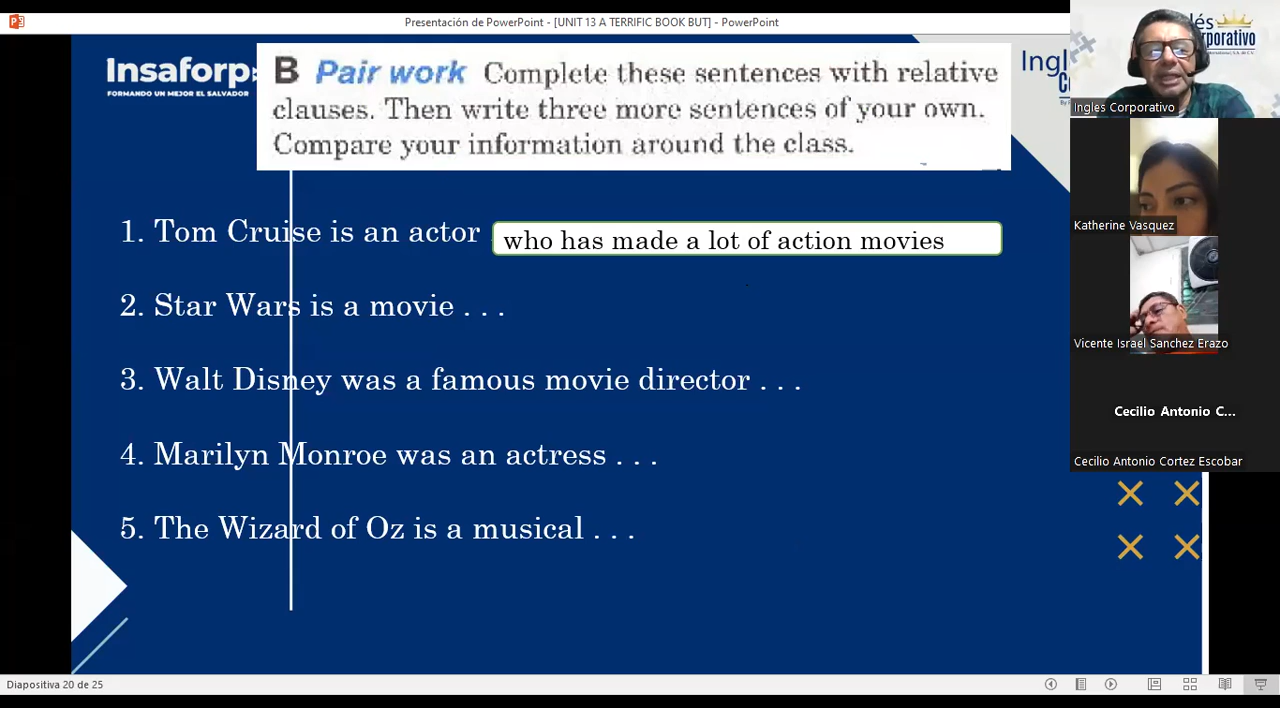 Presentación de PowerPoint - [UNIT 13 A TERRIFIC BOOK BUT] - PowerPoint
Insaforp
FORMANDO UN MEJOR EL SALVADOR
B Pair work Complete these sentences with relative
clauses. Then write three more sentences of your own.
Compare your information around the class.
1. Tom Cruise is an actor
who has made a lot of action movies
2. Star Wars is a movie . . .
3. Walt Disney was a famous movie director . . .
4. Marilyn Monroe was an actress . . .
5. The Wizard of Oz is a musical . . .
Ingles Corporativo
Katherine Vasquez
Vicente Israel Sanchez Erazo
Cecilio Antonio C...
Cecilio Antonio Cortez Escobar
Diapositiva 20 de 25